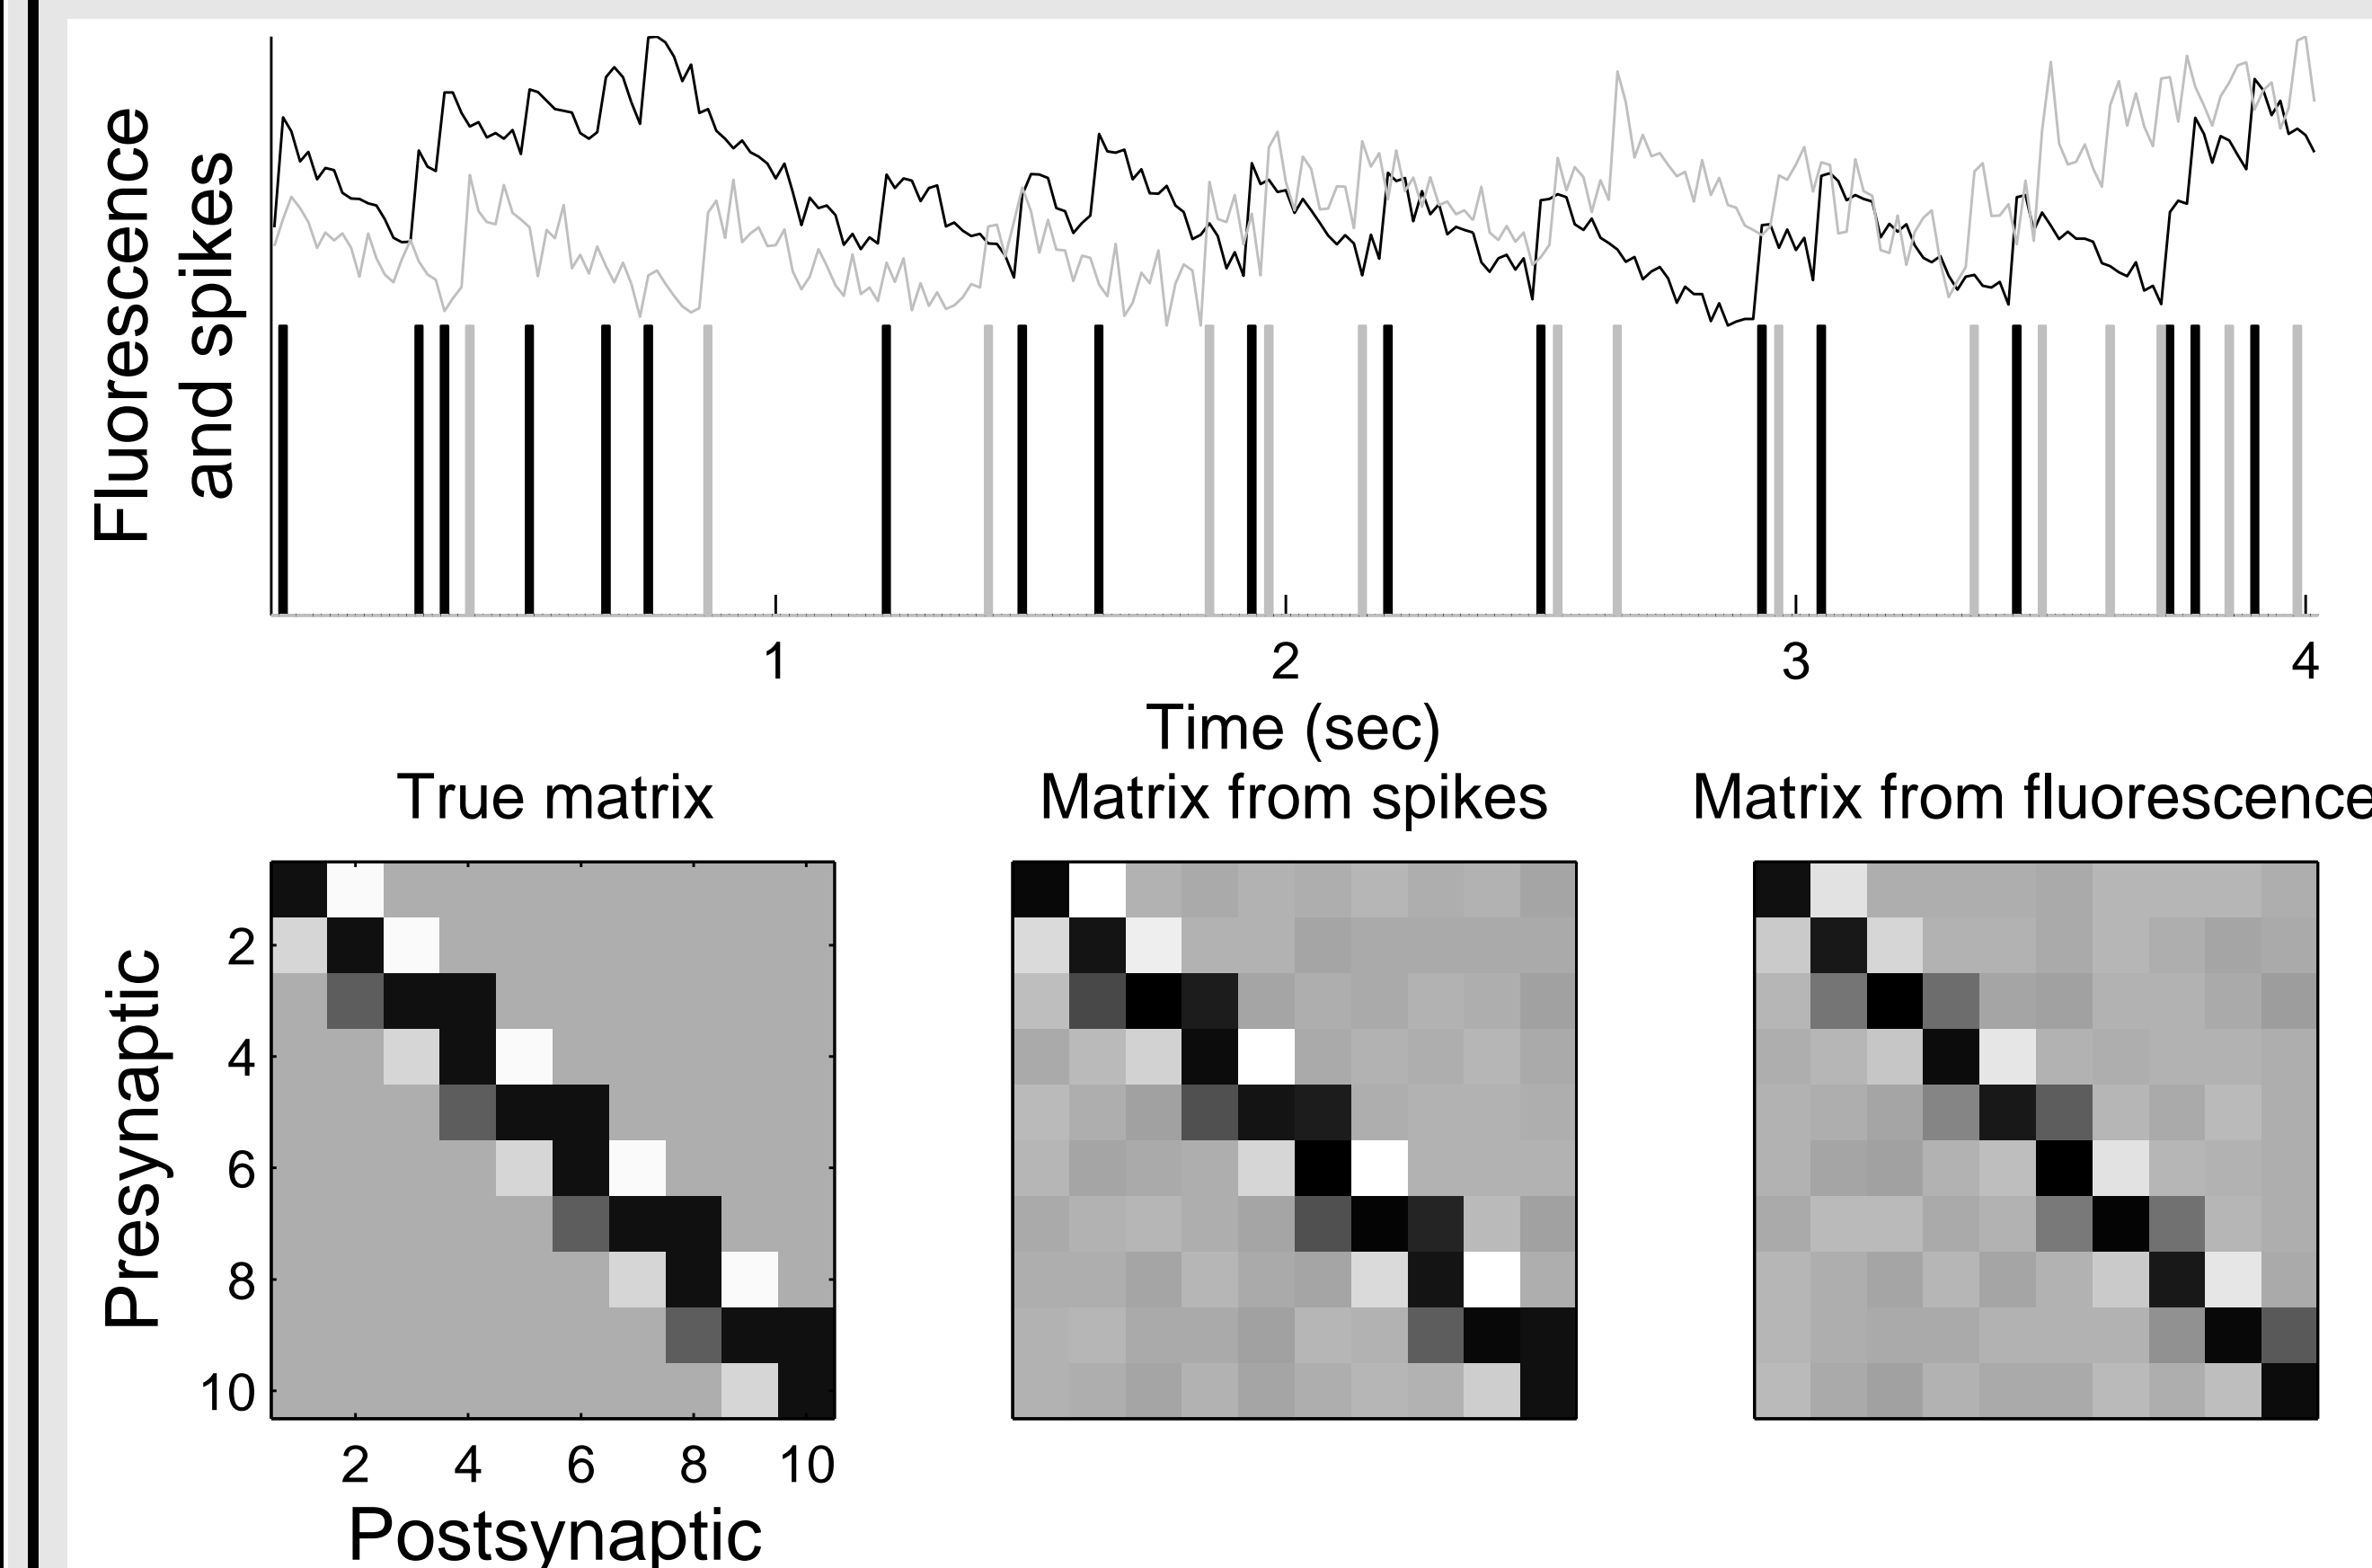 Fluorescence
and spikes
1 2 3 4
Time (sec)
True matrix Matrix from spikes Matrix from fluorescence
Presynaptic
2
4
6
8
10
2 4 6 8 10
Postsynaptic